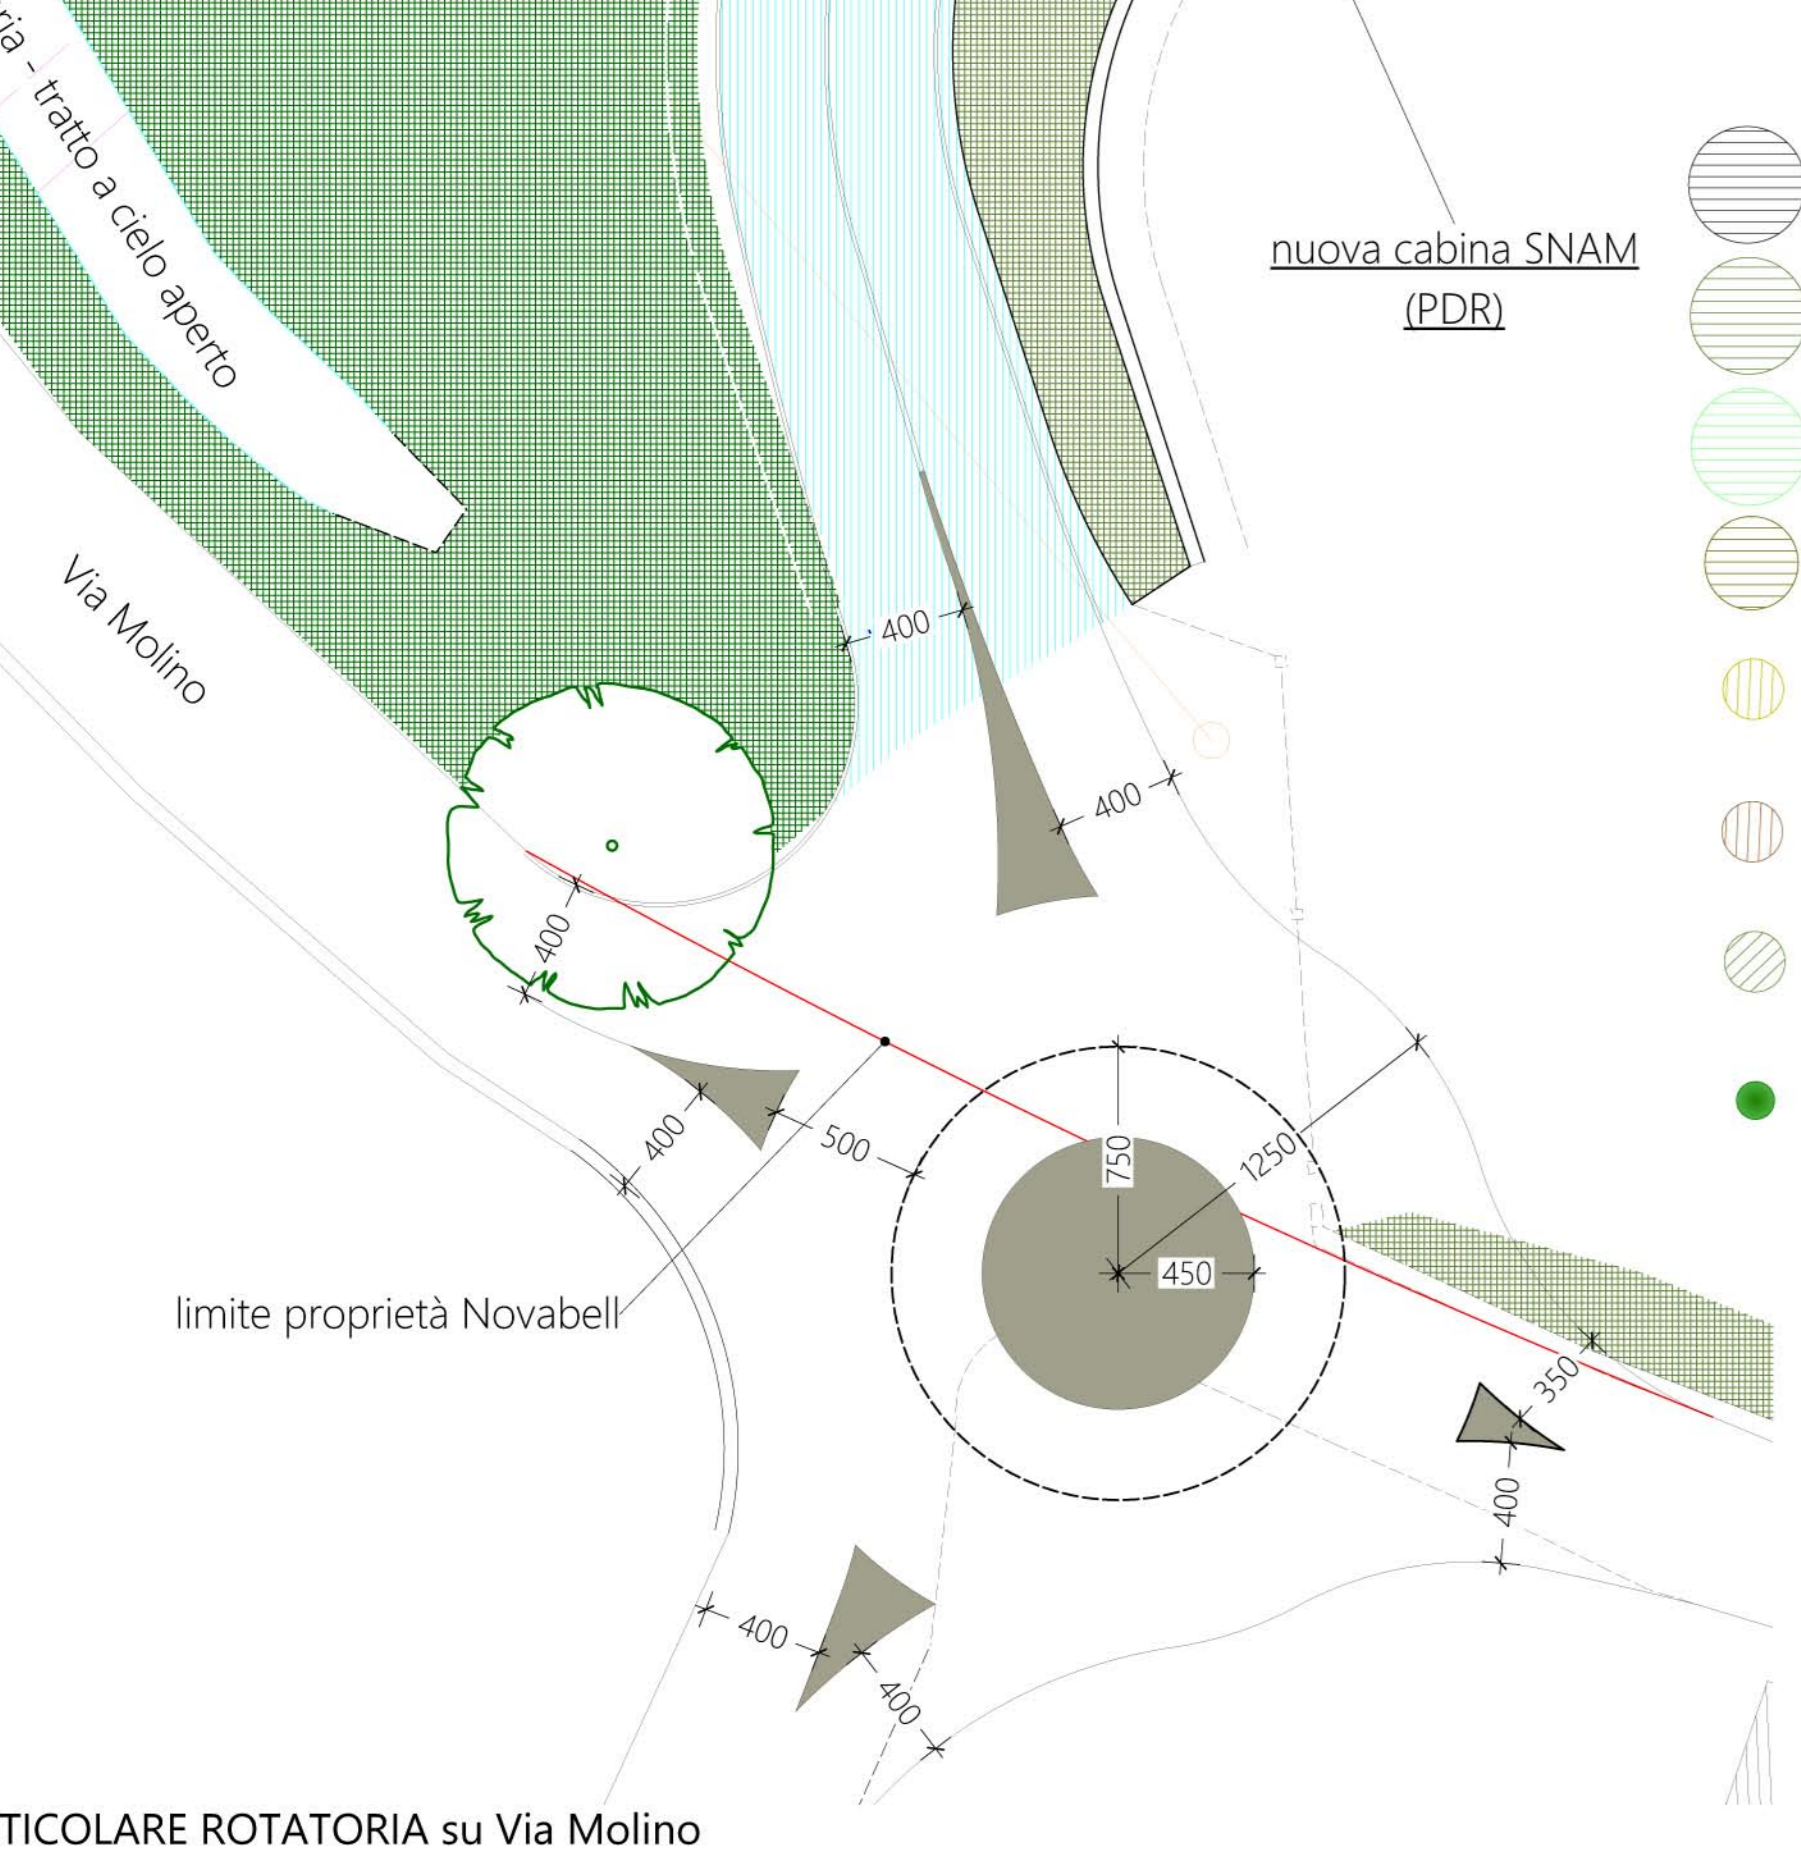 ria - tratto a cielo aperto
nuova cabina SNAM
(PDR)
Via Molino
400
400
400
400
500
750
1250
450
limite proprietà Novabell
350
400
400
400
TICOLARE ROTATORIA su Via Molino